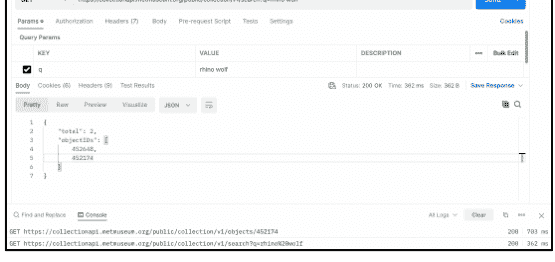 Params Authorization Headers (7) Body Pre-request Script Tests Settings Cookies
Query Params
KEY VALUE DESCRIPTION Bulk Edit
q rhino wolf
Body Cookies (6) Headers (8) Test Results Status: 200 OK Time: 362 ms Size: 362 B Save Response
Pretty Raw Preview Visualize JSON
1 {
2 "total": 2,
3 "objectIDs": [
4
5 452174
6 ]
7 }
Find and Replace Console All Logs Clear
GET https://collectionapi.metmuseum.org/public/collection/v1/objects/452174 200 703 ms
GET https://collectionapi.metmuseum.org/public/collection/v1/search?q=rhino%20wolf 200 362 ms